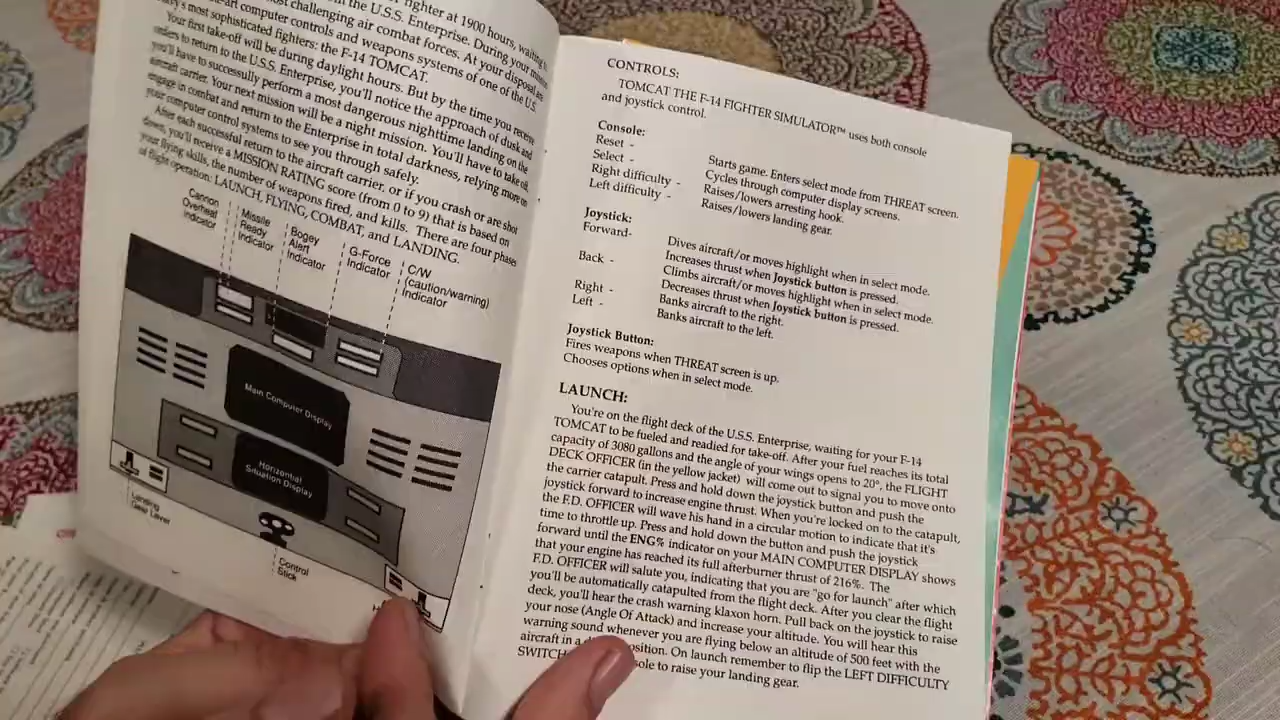 fighter at 1900 hours, waiting
the U.S.S. Enterprise. During your mission
challenging air combat forces. At your disposal are
computer controls and weapons systems of one of the U.S.
most sophisticated fighters: the F-14 TOMCAT.
Your first take-off will be during daylight hours. But by the time you receive
orders to return to the U.S.S. Enterprise, you'll notice the approach of dusk and
you'll have to successfully perform a most dangerous nighttime landing on the
aircraft carrier. Your next mission will be a night mission. You'll have to take off,
engage in combat and return to the Enterprise in total darkness, relying more on
your computer control systems to see you through safely.
After each successful return to the aircraft carrier, or if you crash or are shot
down, you'll receive a MISSION RATING score (from 0 to 9) that is based on
your flying skills, the number of weapons fired, and kills. There are four phases
of flight operation: LAUNCH, FLYING, COMBAT, and LANDING.
Cannon
Overheat
Indicator
Missile
Ready
Indicator
Bogey
Alert
Indicator
G-Force
Indicator
C/W
(caution/warning)
Indicator
Main Computer Display
Horizontal
Situation Display
Landing
Gear Lever
Control
Stick
CONTROLS:
TOMCAT THE F-14 FIGHTER SIMULATOR™ uses both console
and joystick control.
Console:
Reset - Starts game. Enters select mode from THREAT screen.
Select - Cycles through computer display screens.
Right difficulty - Raises/lowers arresting hook.
Left difficulty - Raises/lowers landing gear.
Joystick:
Forward- Dives aircraft/or moves highlight when in select mode.
Increases thrust when Joystick button is pressed.
Back - Climbs aircraft/or moves highlight when in select mode.
Decreases thrust when Joystick button is pressed.
Right - Banks aircraft to the right.
Left - Banks aircraft to the left.
Joystick Button:
Fires weapons when THREAT screen is up.
Chooses options when in select mode.
LAUNCH:
You're on the flight deck of the U.S.S. Enterprise, waiting for your F-14
TOMCAT to be fueled and readied for take-off. After your fuel reaches its total
capacity of 3080 gallons and the angle of your wings opens to 20°, the FLIGHT
DECK OFFICER (in the yellow jacket) will come out to signal you to move onto
the carrier catapult. Press and hold down the joystick button and push the
joystick forward to increase engine thrust. When you're locked on to the catapult,
the F.D. OFFICER will wave his hand in a circular motion to indicate that it's
time to throttle up. Press and hold down the button and push the joystick
forward until the ENG% indicator on your MAIN COMPUTER DISPLAY shows
that your engine has reached its full afterburner thrust of 216%. The
F.D. OFFICER will salute you, indicating that you are "go for launch" after which
you'll be automatically catapulted from the flight deck. After you clear the flight
deck, you'll hear the crash warning klaxon horn. Pull back on the joystick to raise
your nose (Angle Of Attack) and increase your altitude. You will hear this
warning sound whenever you are flying below an altitude of 500 feet with the
aircraft in a
On launch remember to flip the LEFT DIFFICULTY
SWITCH
to raise your landing gear.